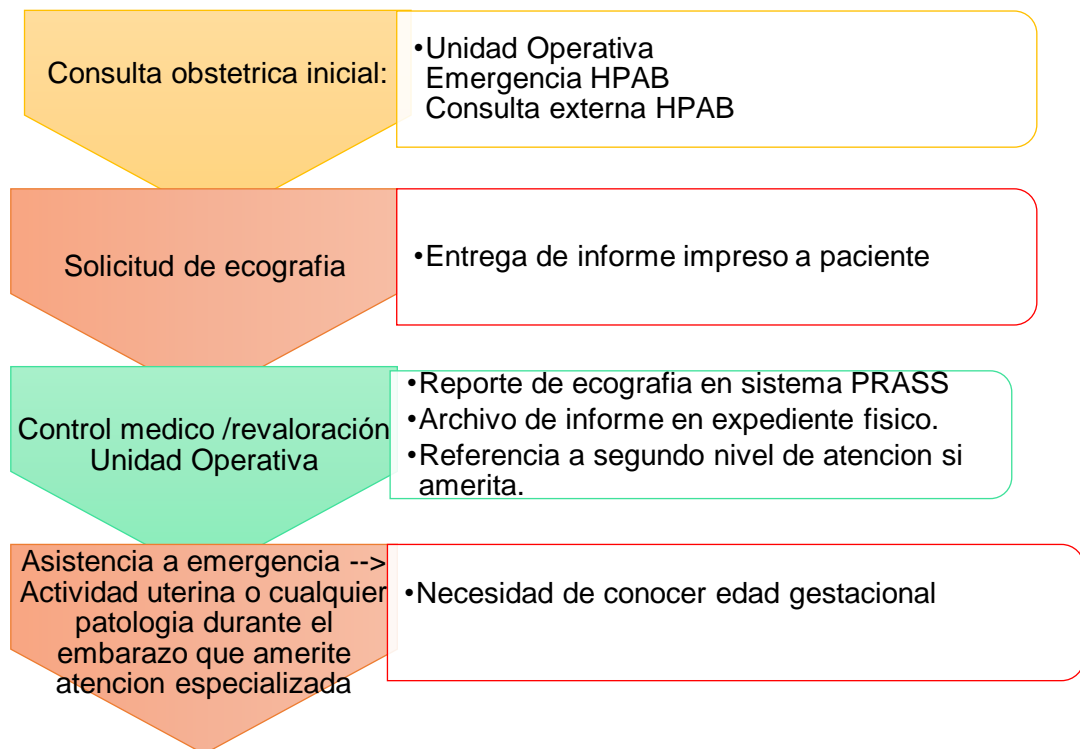 Consulta obstetrica inicial:
•Unidad Operativa
Emergencia HPAB
Consulta externa HPAB
Solicitud de ecografia
•Entrega de informe impreso a paciente
Control medico /revaloración
Unidad Operativa
•Reporte de ecografia en sistema PRASS
•Archivo de informe en expediente fisico.
•Referencia a segundo nivel de atencion si
amerita.
Asistencia a emergencia -->
Actividad uterina o cualquier
patologia durante el
embarazo que amerite
atencion especializada
•Necesidad de conocer edad gestacional